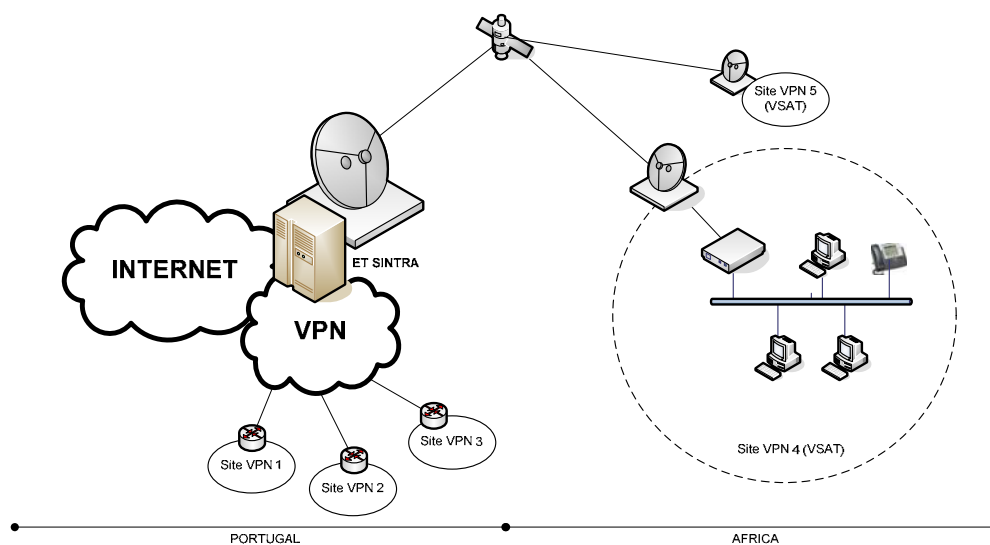 Site VPN 5
(VSAT)
INTERNET
ET SINTRA
VPN
Site VPN 1
Site VPN 2
Site VPN 3
Site VPN 4 (VSAT)
PORTUGAL
AFRICA